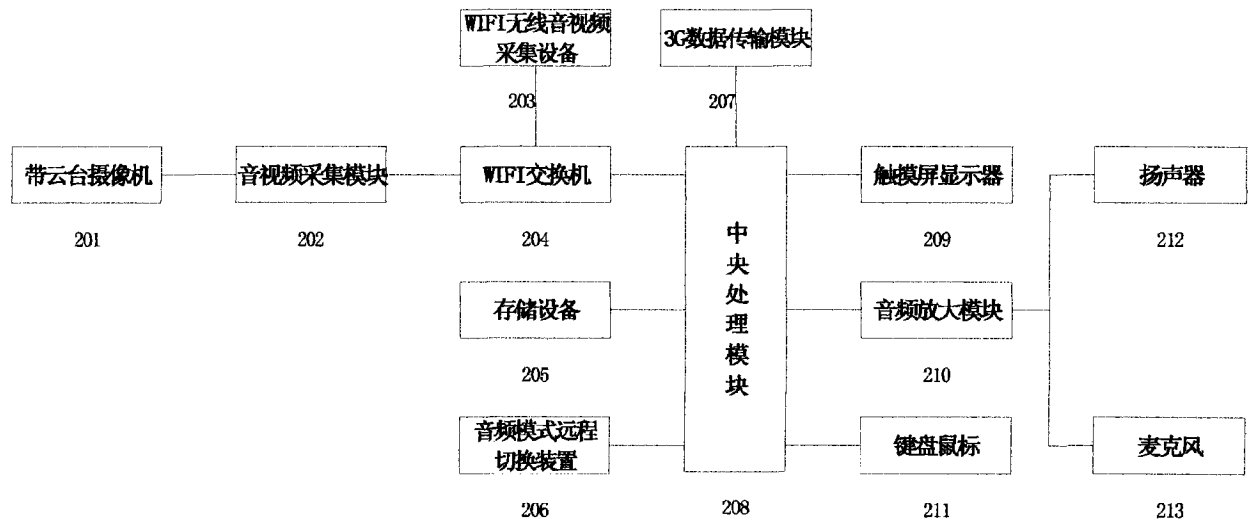 WIFI无线音视频
采集设备
3G数据传输模块
203
207
带云台摄像机
音视频采集模块
WIFI交换机
触摸屏显示器
扬声器
201
202
204
209
212
中央处理模块
存储设备
音频放大模块
205
210
音频模式远程
切换装置
键盘鼠标
麦克风
206
208
211
213